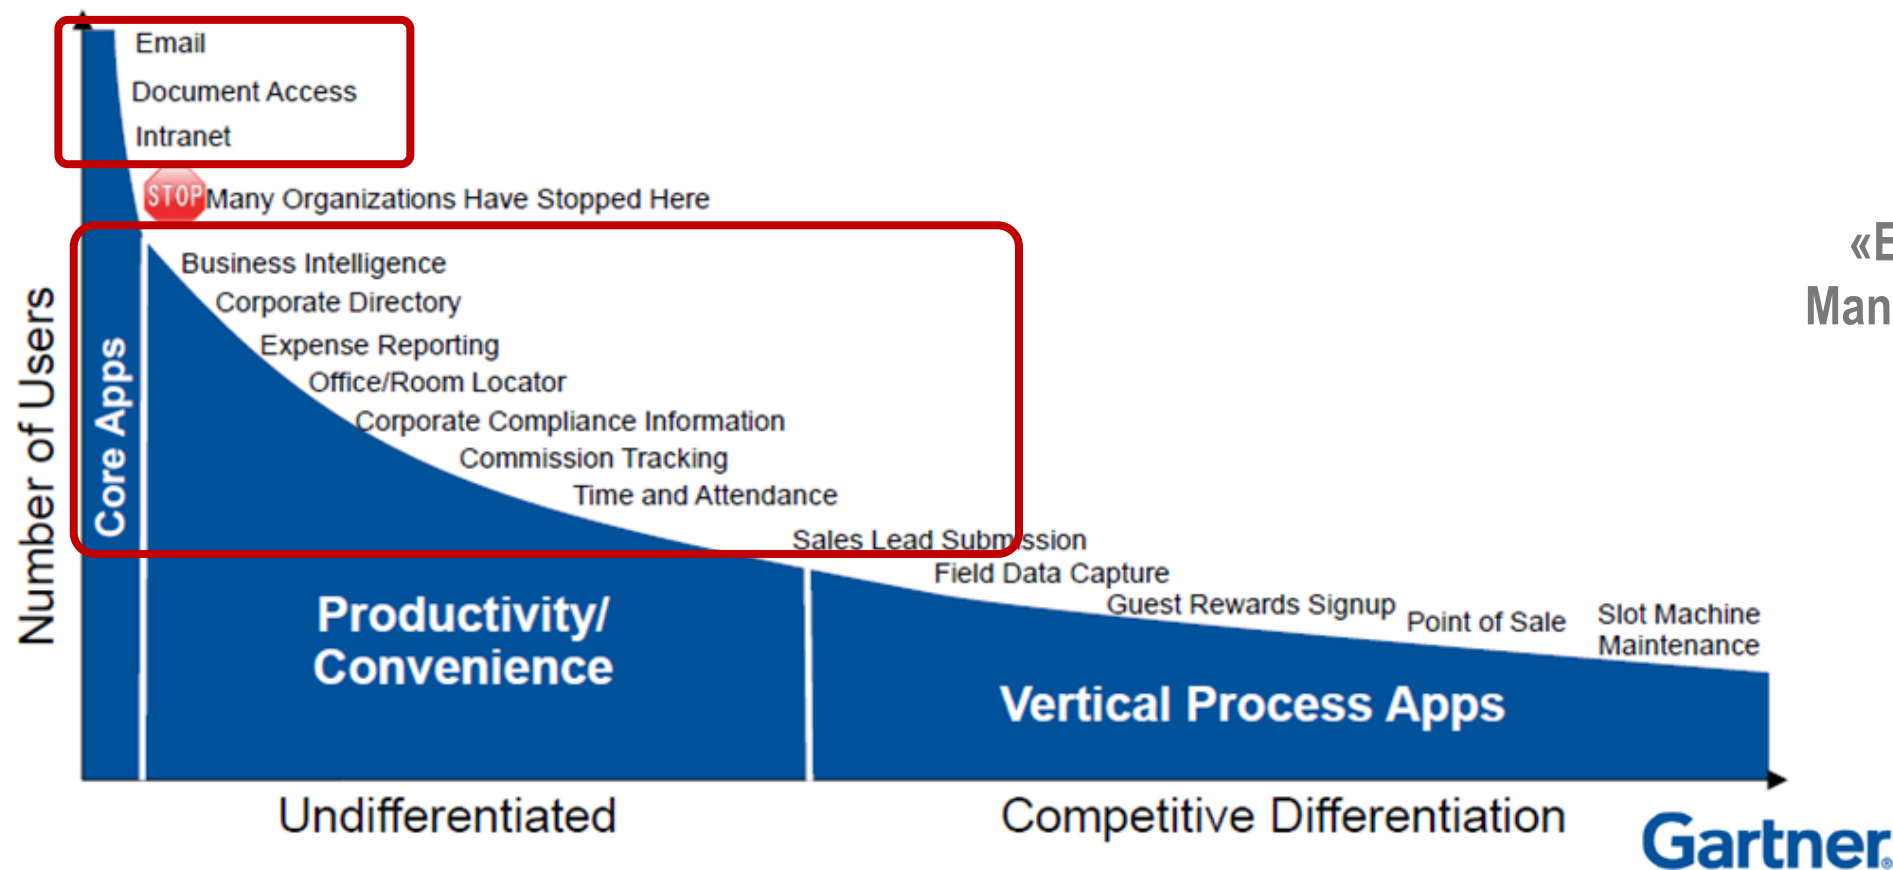 Email
Document Access
Intranet
STOP Many Organizations Have Stopped Here
Business Intelligence
Corporate Directory
Expense Reporting
Office/Room Locator
Corporate Compliance Information
Commission Tracking
Time and Attendance
Sales Lead Submission
Field Data Capture
Guest Rewards Signup
Point of Sale
Slot Machine
Maintenance
«E
Man
Number of Users
Core Apps
Productivity/
Convenience
Vertical Process Apps
Undifferentiated
Competitive Differentiation
Gartner®